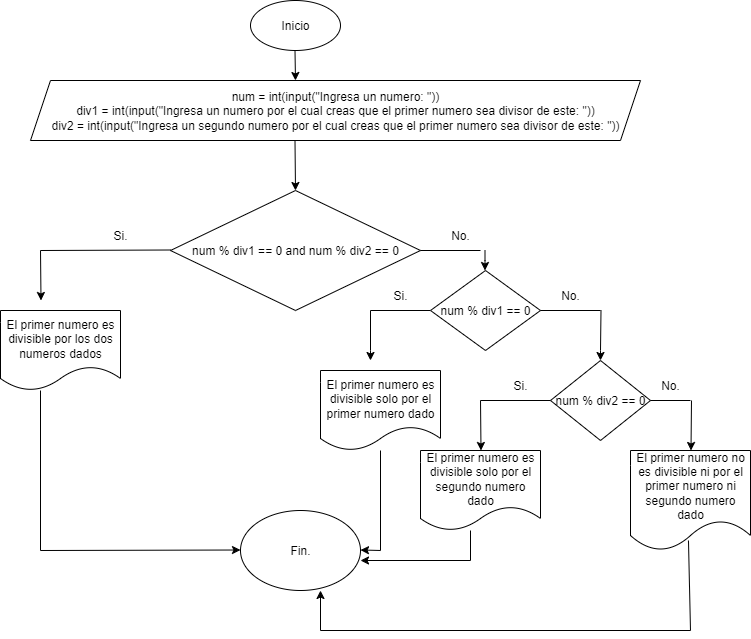 Inicio
num = int(input("Ingresa un numero: "))
div1 = int(input("Ingresa un numero por el cual creas que el primer numero sea divisor de este: "))
div2 = int(input("Ingresa un segundo numero por el cual creas que el primer numero sea divisor de este: "))
Si.
No.
num % div1 == 0 and num % div2 == 0
Si.
No.
num % div1 == 0
El primer numero es
divisible por los dos
numeros dados
El primer numero es
divisible solo por el
primer numero dado
Si.
No.
num % div2 == 0
El primer numero es
divisible solo por el
segundo numero
dado
El primer numero no
es divisible ni por el
primer numero ni
segundo numero
dado
Fin.